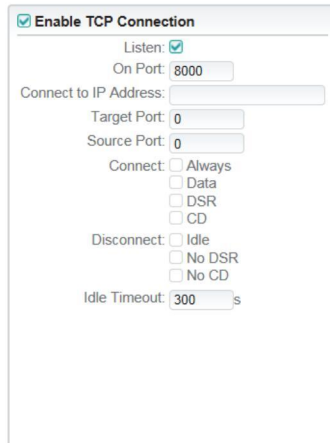 Enable TCP Connection
Listen:
On Port: 8000
Connect to IP Address:
Target Port: 0
Source Port: 0
Connect: Always
Data
DSR
CD
Disconnect: Idle
No DSR
No CD
Idle Timeout: 300 s